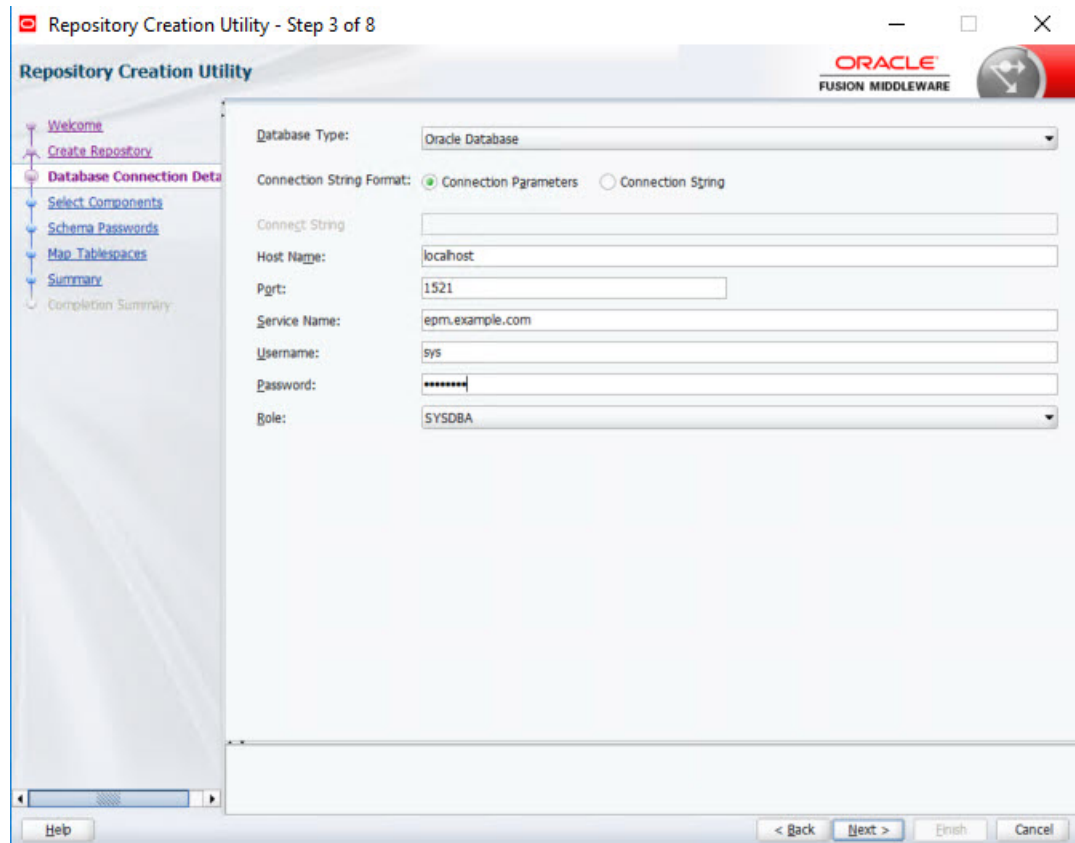 Repository Creation Utility - Step 3 of 8
Repository Creation Utility
ORACLE
FUSION MIDDLEWARE
Welcome
Create Repository
Database Connection Deta
Select Components
Schema Passwords
Map Tablespaces
Summary
Completion Summary
Database Type: Oracle Database
Connection String Format: Connection Parameters Connection String
Connect String
Host Name: localhost
Port: 1521
Service Name: epm.example.com
Username: sys
Password: ••••••••
Role: SYSDBA
Help < Back Next > Finish Cancel